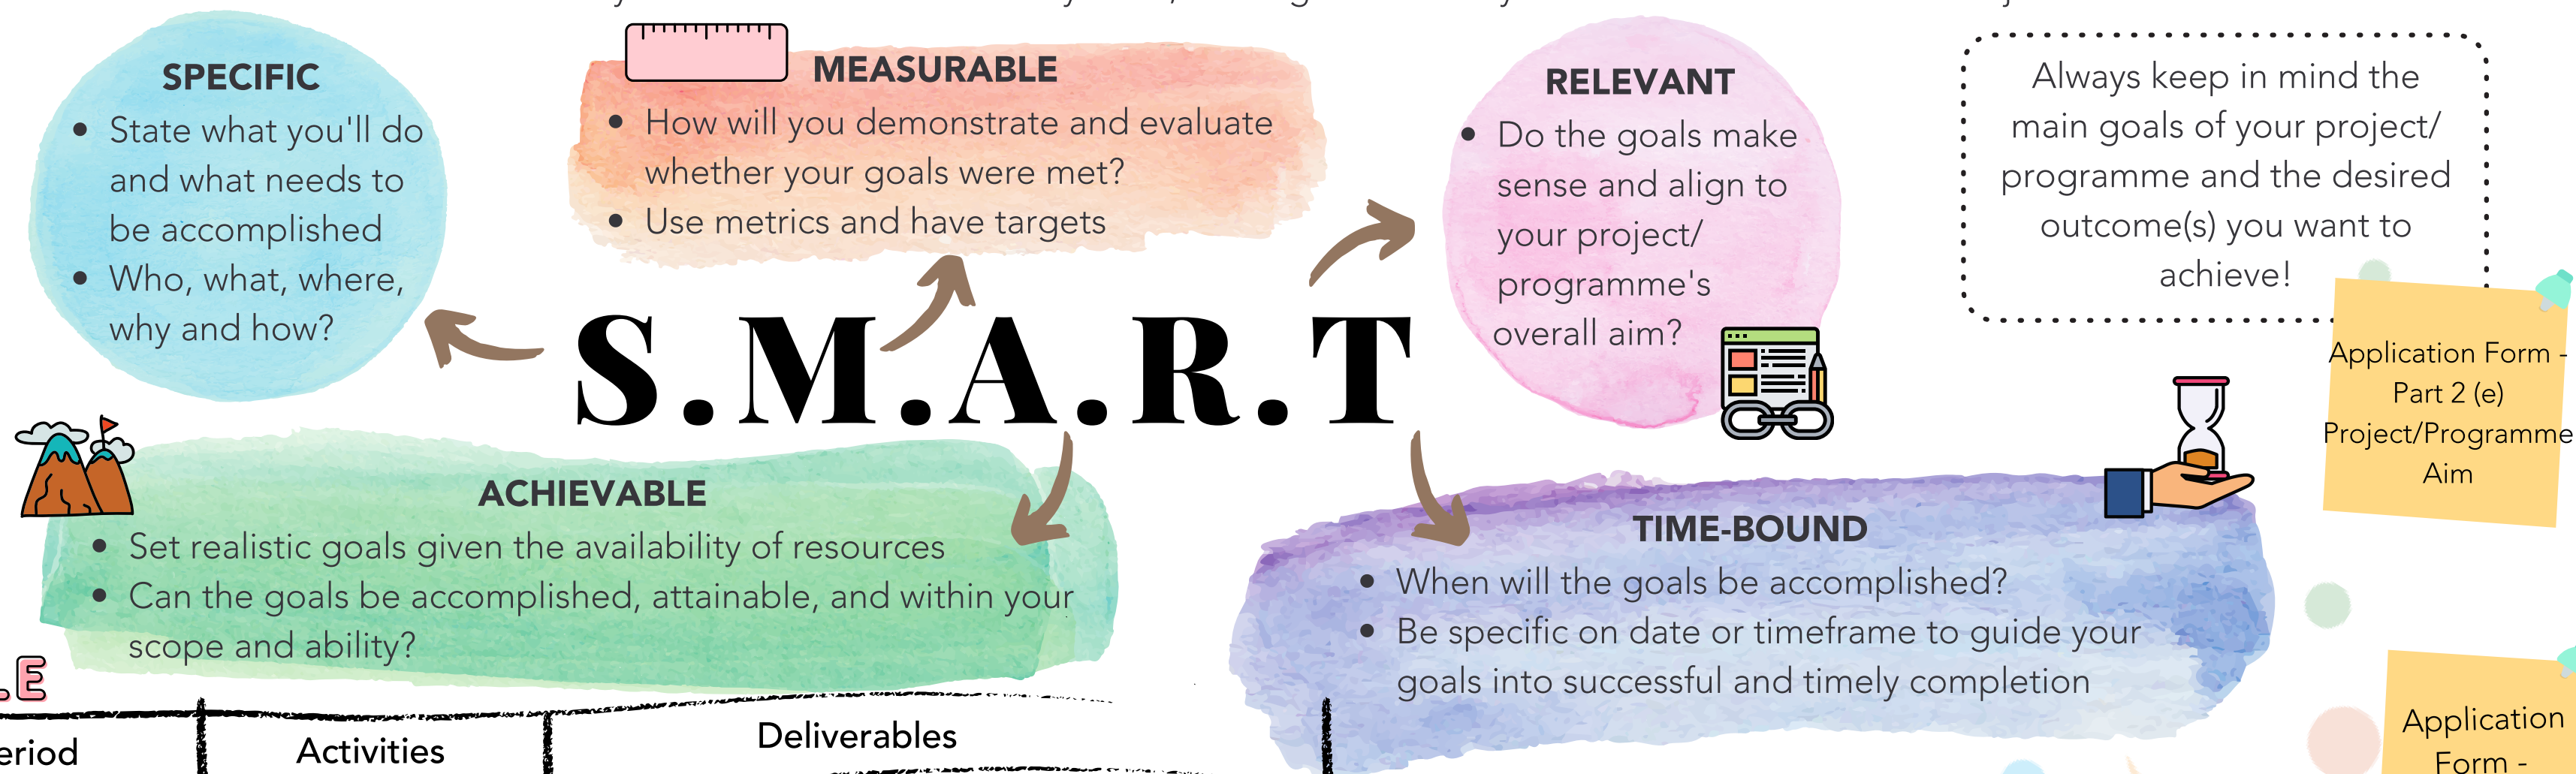 SPECIFIC
• State what you'll do
and what needs to
be accomplished
• Who, what, where,
why and how?
MEASURABLE
• How will you demonstrate and evaluate
whether your goals were met?
• Use metrics and have targets
RELEVANT
• Do the goals make
sense and align to
your project/
programme's
overall aim?
Always keep in mind the
main goals of your project/
programme and the desired
outcome(s) you want to
achieve!
S.M.A.R.T
Application Form -
Part 2 (e)
Project/Programme
Aim
ACHIEVABLE
• Set realistic goals given the availability of resources
• Can the goals be accomplished, attainable, and within your
scope and ability?
TIME-BOUND
• When will the goals be accomplished?
• Be specific on date or timeframe to guide your
goals into successful and timely completion
Activities
Deliverables
Application
Form -